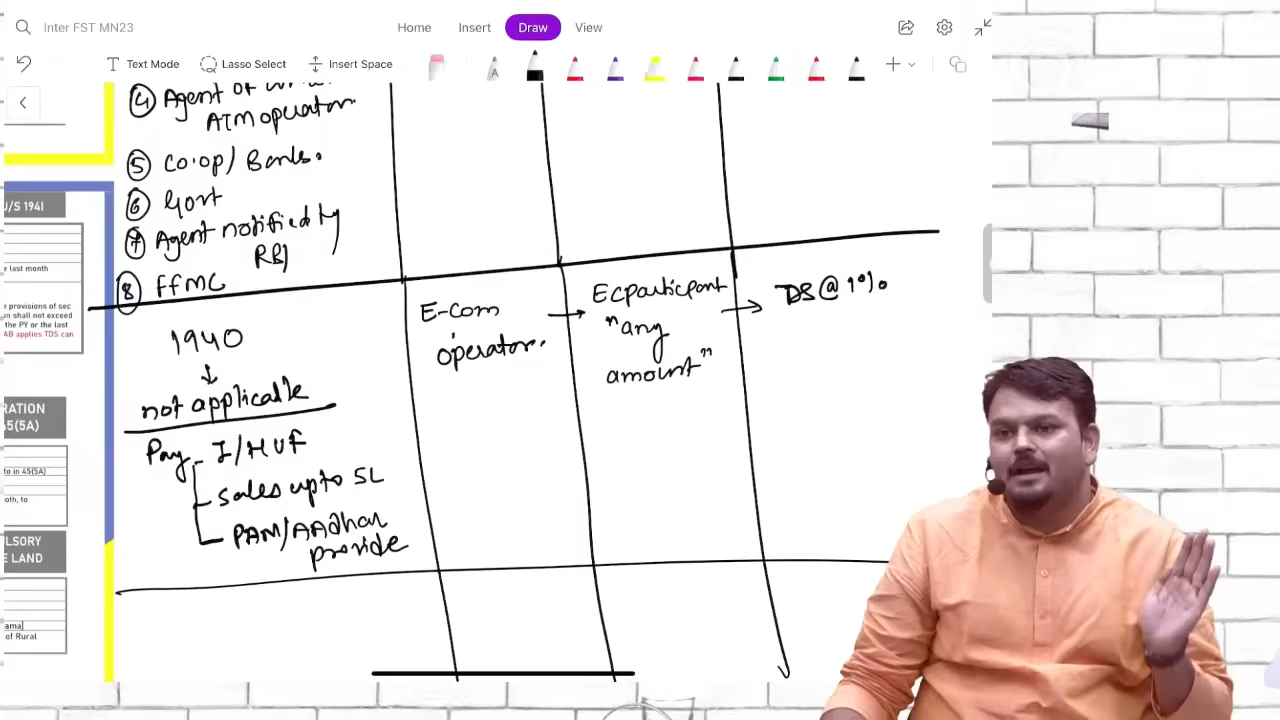 Inter FST MN23
Home
Insert
Draw
View
Text Mode
Lasso Select
Insert Space
④ Agent of
ATM operator.
⑤ Co.op/ Banks.
⑥ Govt
⑦ Agent notified by
RBI
⑧ FFMC
U/S 194I
e last month
e provisions of sec
n shall not exceed
the PY or the last
AB applies TDS can
RATION
45(5A)
to in 45(5A)
oth, to
LSORY
E LAND
ama)
of Rural
194O
↓
not applicable
Pay - I/HUF
- Sales upto 5L
- PAN/AAdhar
provide
E-Com
operator.
→
Ecparticipant
"any
amount"
→
TDS @ 1%